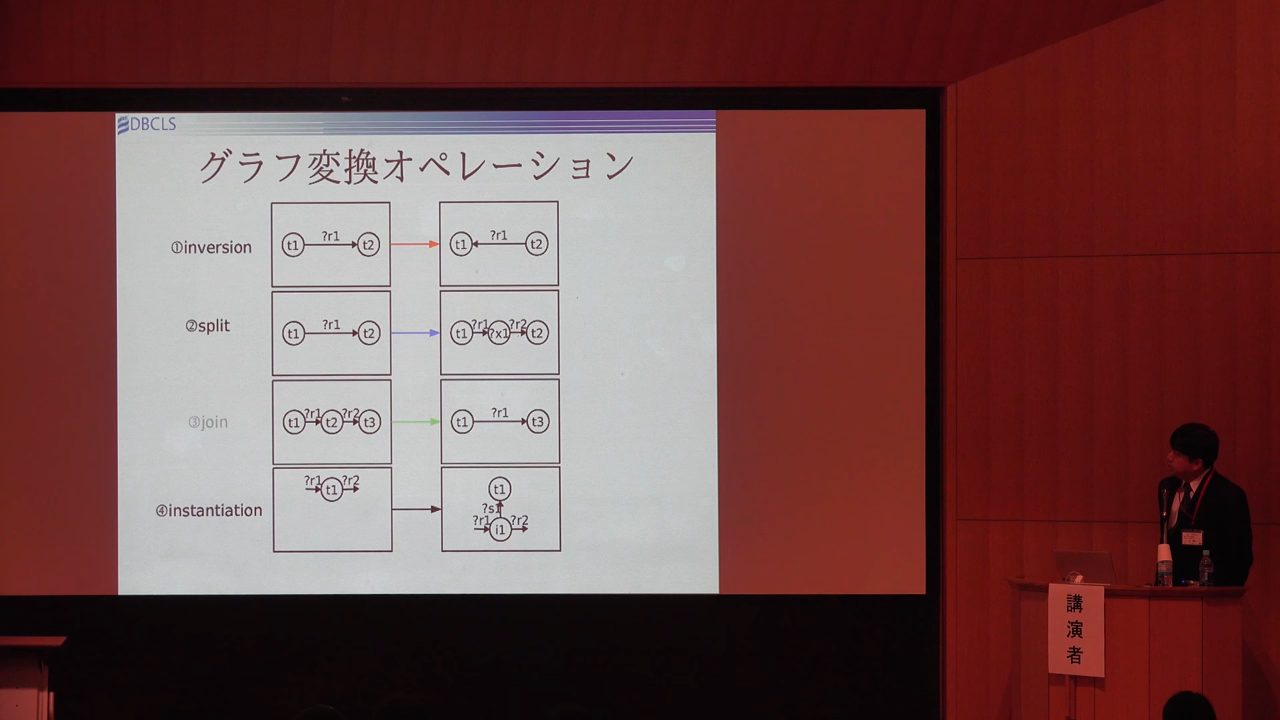 DBCLS
グラフ変換オペレーション
①inversion
t1 ?r1 t2
t1 ?r1 t2
②split
t1 ?r1 t2
t1 ?r1 ?x1 ?r2 t2
③join
t1 ?r1 t2 ?r2 t3
t1 ?r1 t3
④instantiation
?r1 t1 ?r2
t1
?s1
?r1 i1 ?r2
講演者